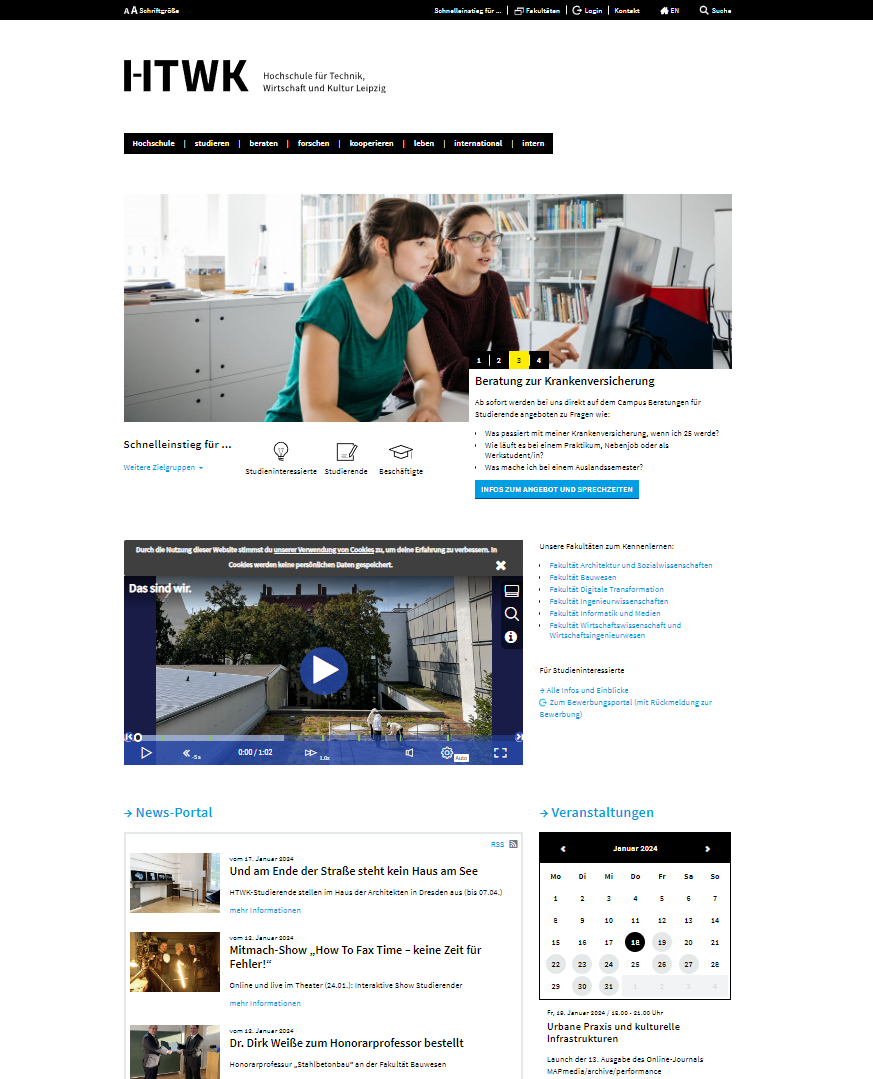 A A Schriftgröße
Schnelleinstieg für ... | Fakultäten | Login | Kontakt EN Suche
HTWK Hochschule für Technik,
Wirtschaft und Kultur Leipzig
Hochschule | studieren | beraten | forschen | kooperieren | leben | international | intern
1 2 3 4
Beratung zur Krankenversicherung
Ab sofort werden bei uns direkt auf dem Campus Beratungen für
Studierende angeboten zu Fragen wie:
Was passiert mit meiner Krankenversicherung, wenn ich 25 werde?
Wie läuft es bei einem Praktikum, Nebenjob oder als
Werkstudent/in?
Was mache ich bei einem Auslandssemester?
INFOS ZUM ANGEBOT UND SPRECHZEITEN
Schnelleinstieg für ...
Weitere Zielgruppen
Studieninteressierte Studierende Beschäftigte
Durch die Nutzung dieser Website stimmst du unserer Verwendung von Cookies zu, um deine Erfahrung zu verbessern. In
Cookies werden keine persönlichen Daten gespeichert.
Das sind wir.
-5s 0:00 / 1:02 1.0x Auto
Unsere Fakultäten zum Kennenlernen:
Fakultät Architektur und Sozialwissenschaften
Fakultät Bauwesen
Fakultät Digitale Transformation
Fakultät Ingenieurwissenschaften
Fakultät Informatik und Medien
Fakultät Wirtschaftswissenschaft und
Wirtschaftsingenieurwesen
Für Studieninteressierte
→ Alle Infos und Einblicke
Zum Bewerbungsportal (mit Rückmeldung zur
Bewerbung)
→ News-Portal
RSS
vom 17. Januar 2024
Und am Ende der Straße steht kein Haus am See
HTWK-Studierende stellen im Haus der Architekten in Dresden aus (bis 07.04.)
mehr Informationen
vom 12. Januar 2024
Mitmach-Show „How To Fax Time – keine Zeit für
Fehler!“
Online und live im Theater (24.01.): Interaktive Show Studierender
mehr Informationen
vom 12. Januar 2024
Dr. Dirk Weiße zum Honorarprofessor bestellt
Honorarprofessur „Stahlbetonbau“ an der Fakultät Bauwesen
→ Veranstaltungen
Januar 2024
Mo Di Mi Do Fr Sa So
1 2 3 4 5 6 7
8 9 10 11 12 13 14
15 16 17 18 19 20 21
22 23 24 25 26 27 28
29 30 31 1 2 3 4
Fr, 19. Januar 2024 / 15.00 - 21.00 Uhr
Urbane Praxis und kulturelle
Infrastrukturen
Launch der 13. Ausgabe des Online-Journals
MAPmedia/archive/performance